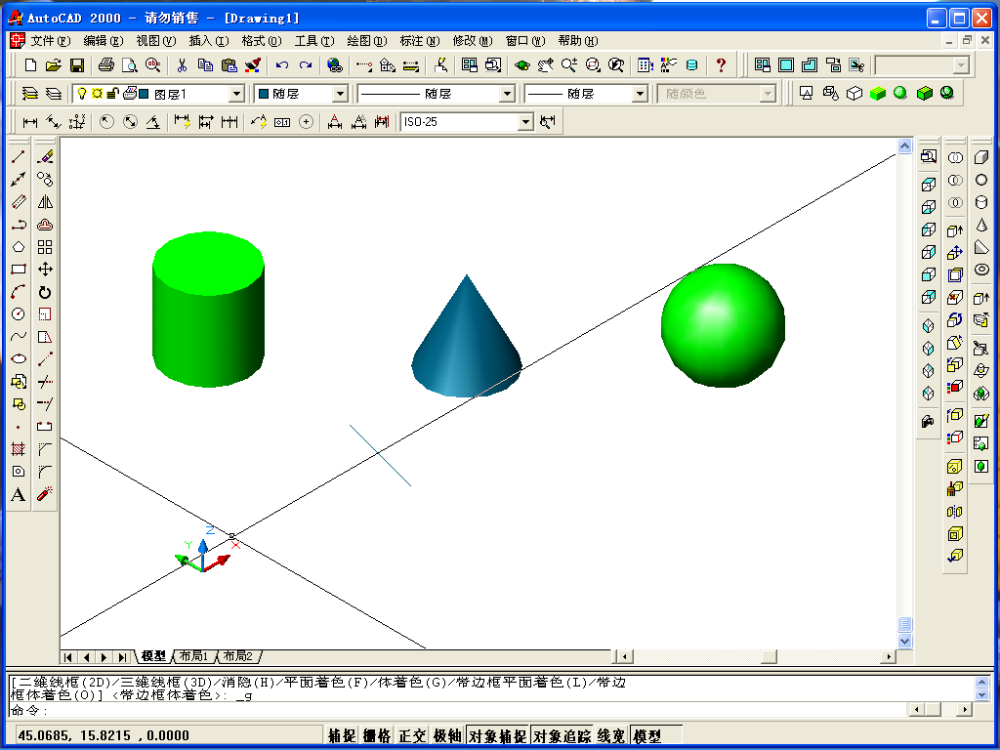 AutoCAD 2000 - 请勿销售 - [Drawing1]
文件(F) 编辑(E) 视图(V) 插入(I) 格式(O) 工具(T) 绘图(D) 标注(N) 修改(M) 窗口(W) 帮助(H)
图层1 随层 随层 随层 随颜色
ISO-25
Z
Y X
模型 布局1 布局2
[二维线框(2D)/三维线框(3D)/消隐(H)/平面着色(F)/体着色(G)/带边框平面着色(L)/带边
框体着色(O)] <带边框体着色>: _g
命令:
45.0685, 15.8215 , 0.0000 捕捉 栅格 正交 极轴 对象捕捉 对象追踪 线宽 模型